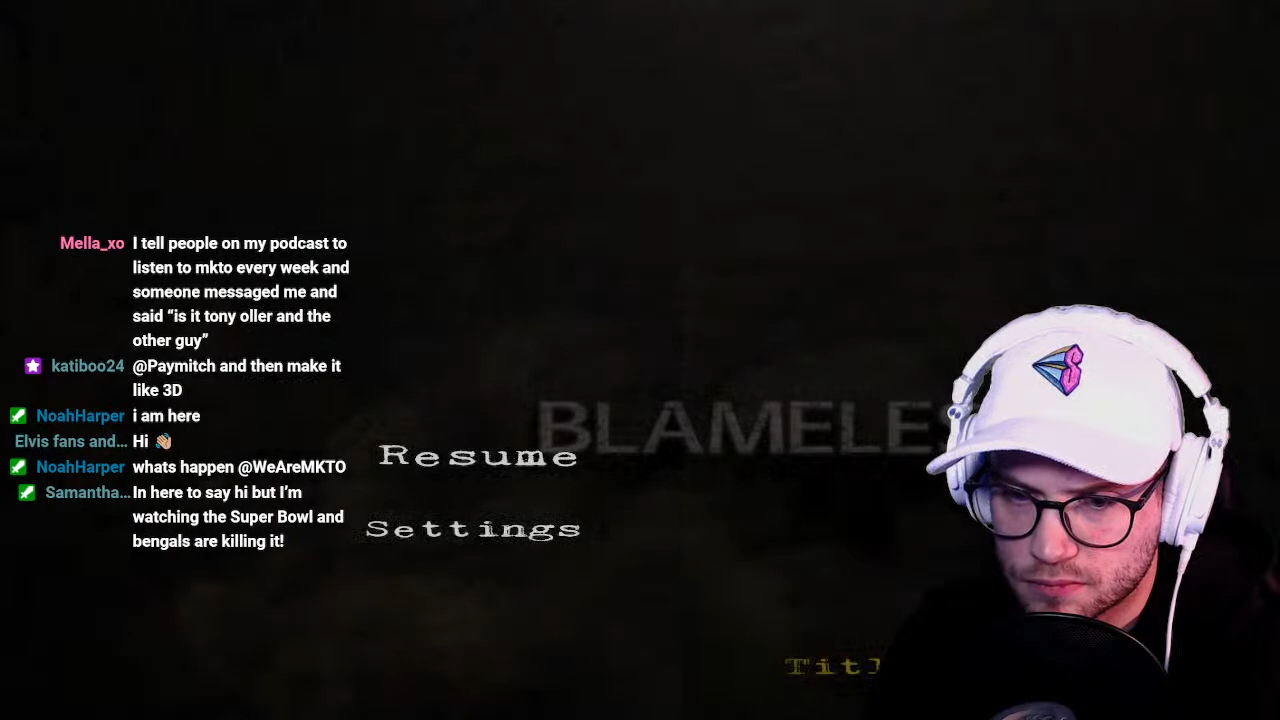 Mella_xo I tell people on my podcast to
listen to mkto every week and
someone messaged me and
said “is it tony oller and the
other guy”
katiboo24 @Paymitch and then make it
like 3D
NoahHarper i am here
Elvis fans and... Hi 👋🏼
NoahHarper whats happen @WeAreMKTO
Samantha... In here to say hi but I’m
watching the Super Bowl and
bengals are killing it!
BLAMELES
Resume
Settings
Titl
S